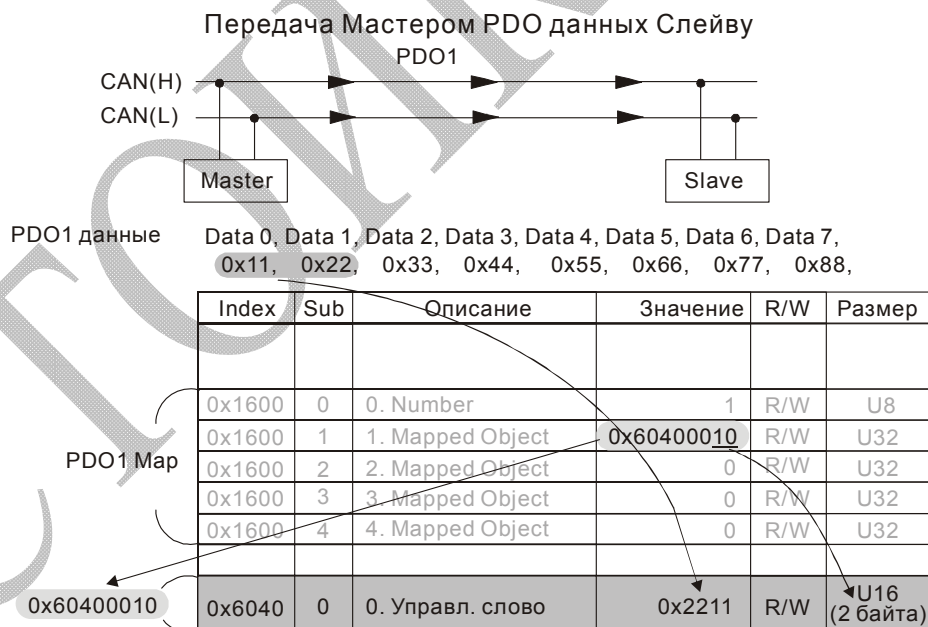 Передача Мастером PDO данных Слейву
PDO1
CAN(H)
CAN(L)
Master Slave
PDO1 данные Data 0, Data 1, Data 2, Data 3, Data 4, Data 5, Data 6, Data 7,
0x11, 0x22, 0x33, 0x44, 0x55, 0x66, 0x77, 0x88,
Index Sub Описание Значение R/W Размер
0x1600 0 0. Number 1 R/W U8
0x1600 1 1. Mapped Object 0x60400010 R/W U32
PDO1 Map
0x1600 2 2. Mapped Object 0 R/W U32
0x1600 3 3. Mapped Object 0 R/W U32
0x1600 4 4. Mapped Object 0 R/W U32
0x60400010 0x6040 0 0. Управл. слово 0x2211 R/W U16
(2 байта)